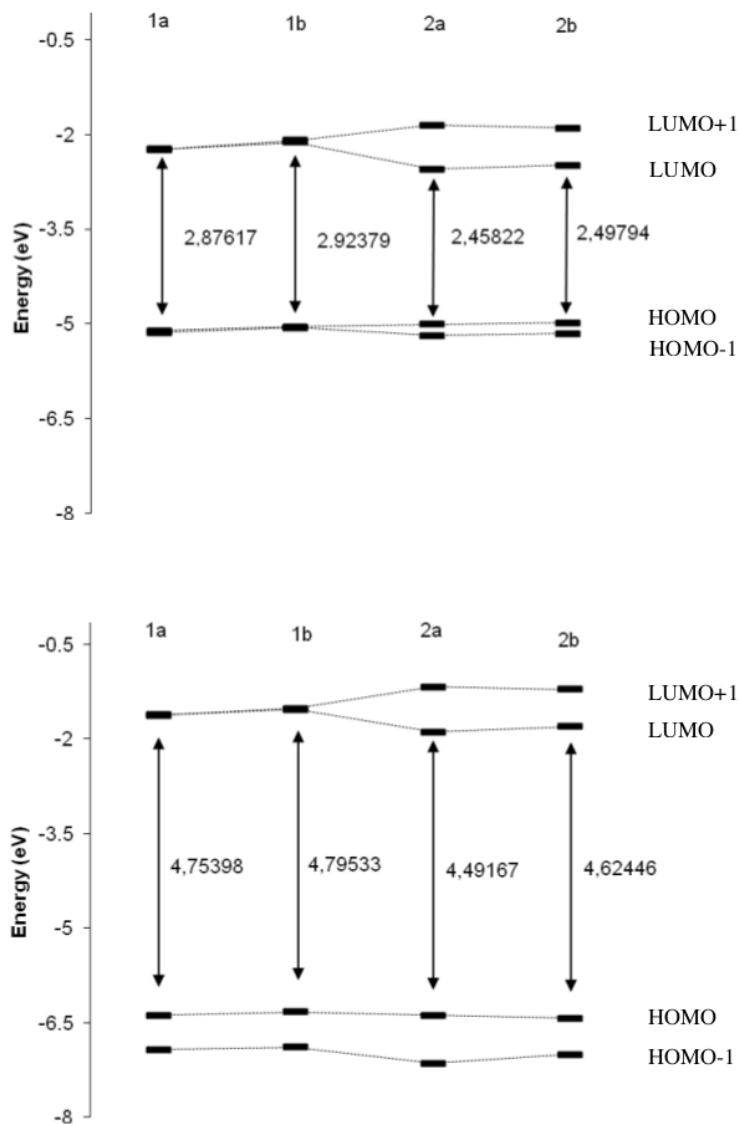 1a 1b 2a 2b
-0.5
-2
-3.5
-5
-6.5
-8
Energy (eV)
LUMO+1
LUMO
2,87617 2.92379 2,45822 2,49794
HOMO
HOMO-1
1a 1b 2a 2b
-0.5
-2
-3.5
-5
-6.5
-8
Energy (eV)
LUMO+1
LUMO
4,75398 4,79533 4,49167 4,62446
HOMO
HOMO-1